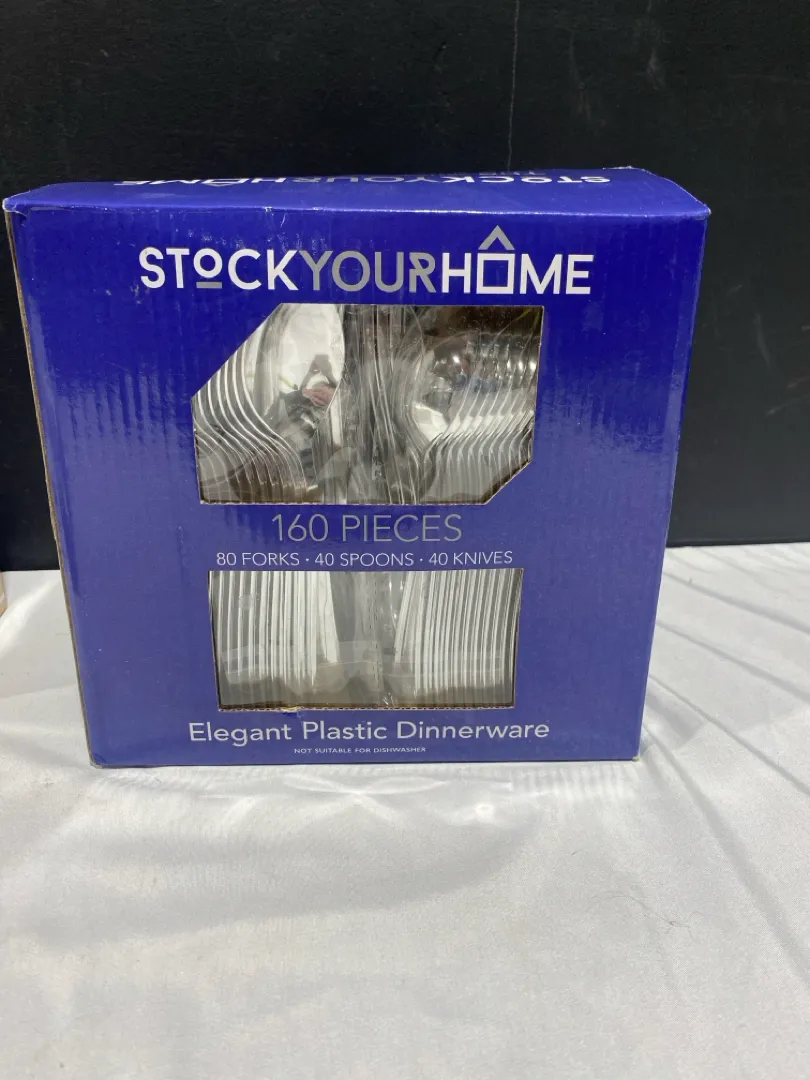 STOCKYOURHOME
STOCKYOURHOME
160 PIECES
80 FORKS · 40 SPOONS · 40 KNIVES
Elegant Plastic Dinnerware
NOT SUITABLE FOR DISHWASHER